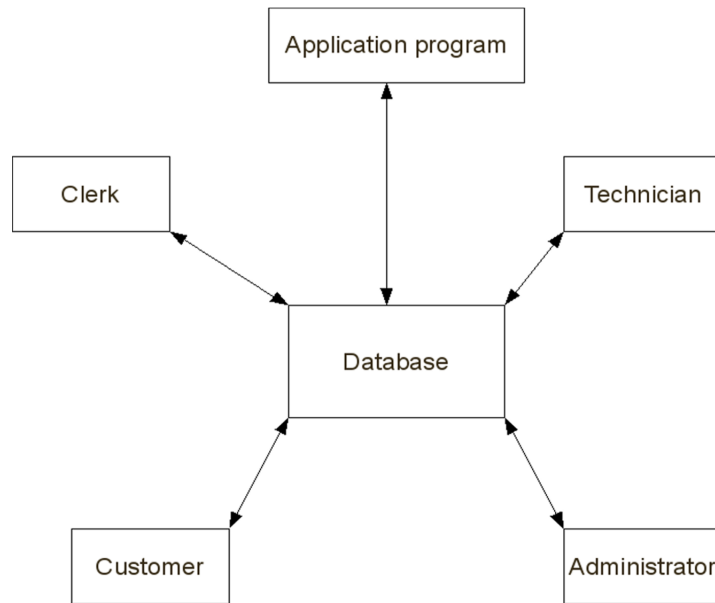 Application program
Clerk
Technician
Database
Customer
Administrator